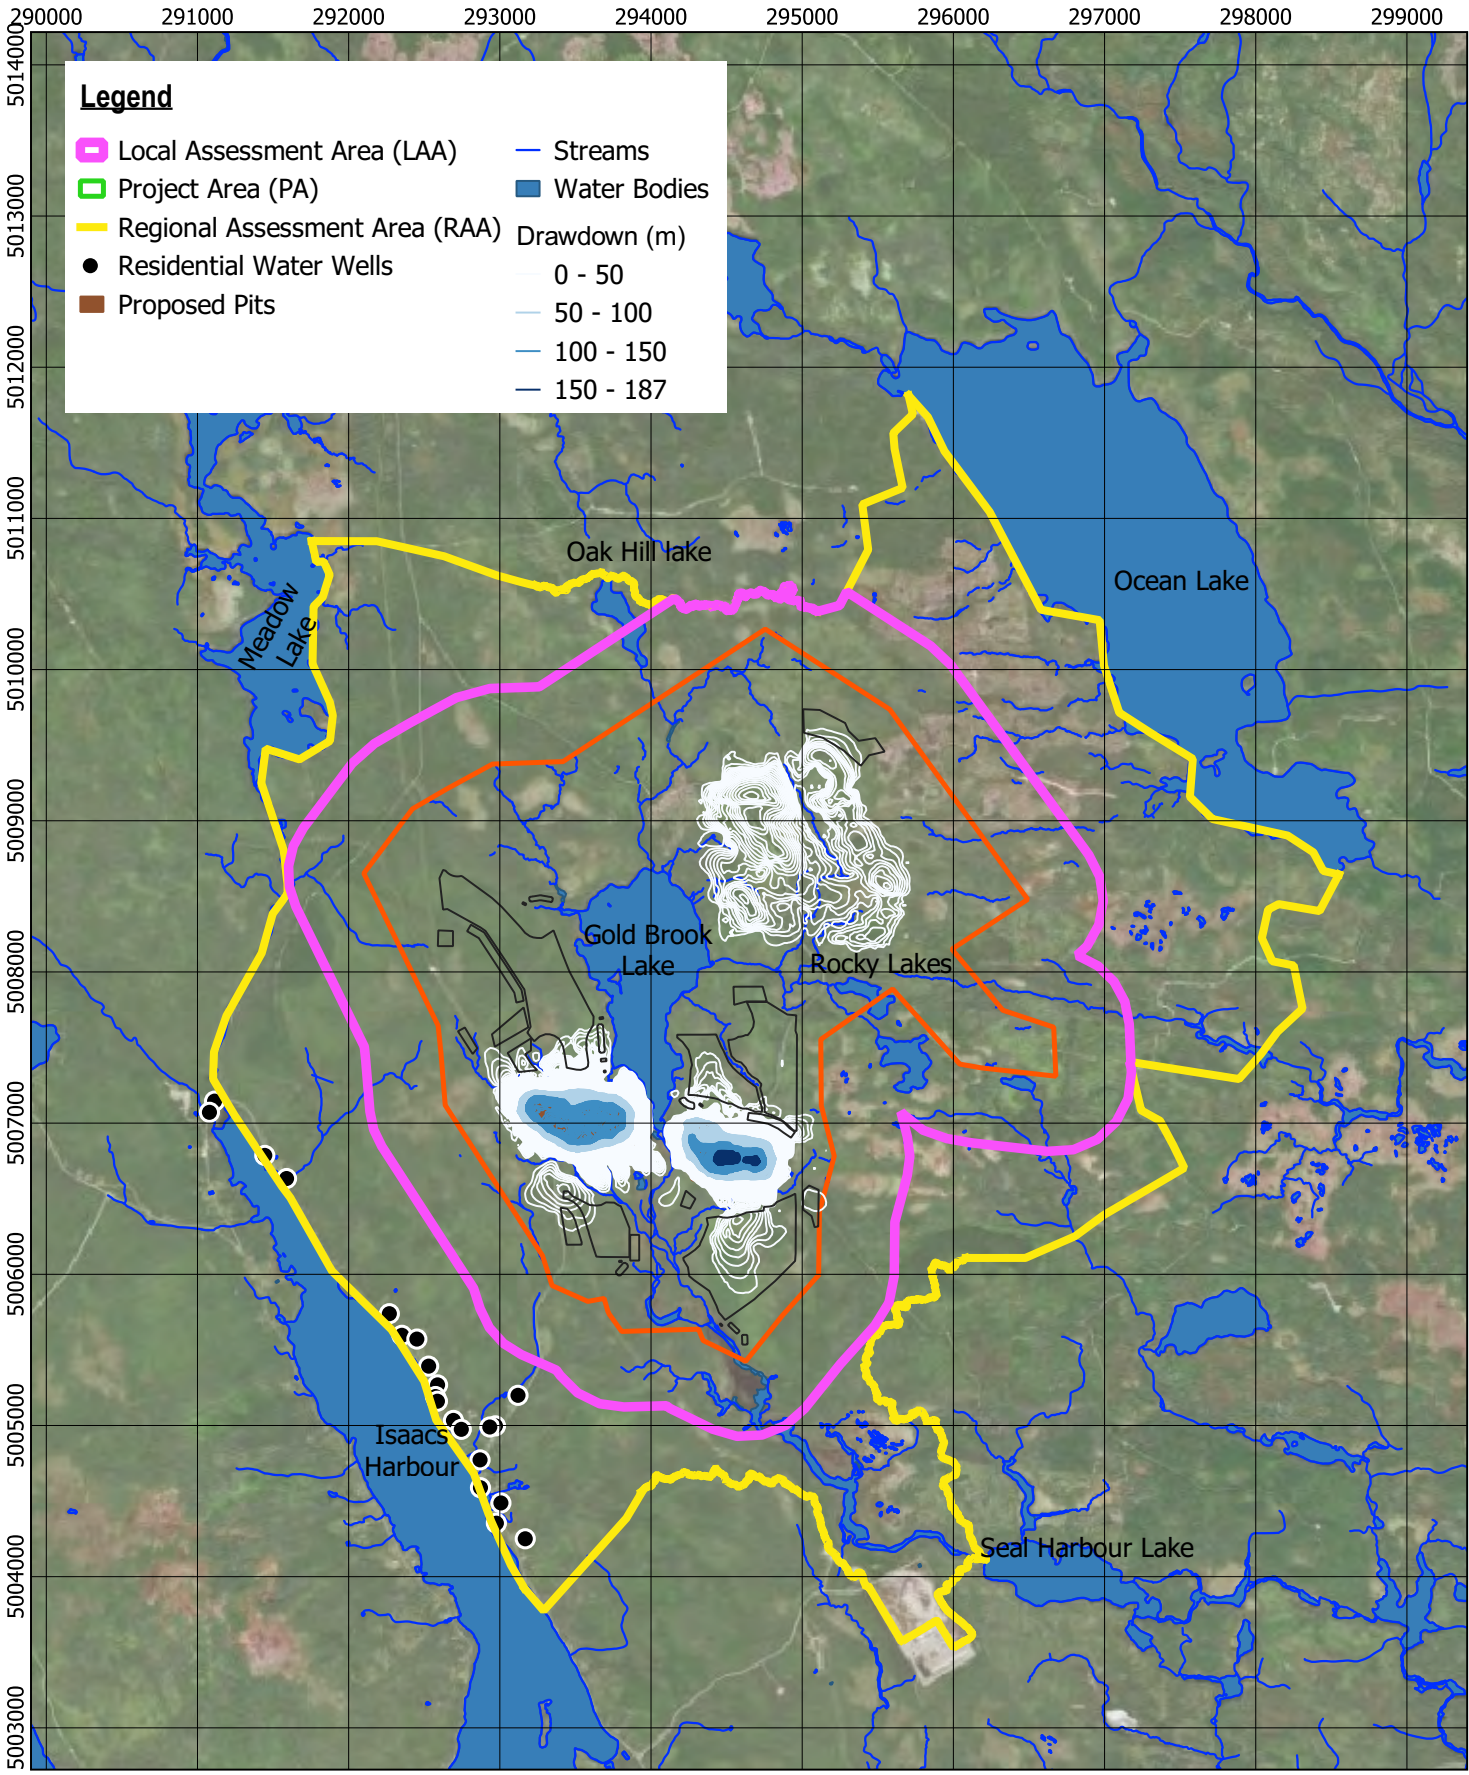 290000 291000 292000 293000 294000 295000 296000 297000 298000 299000
5014000
5013000
5012000
5011000
5010000
5009000
5008000
5007000
5006000
5005000
5004000
5003000
Legend
Local Assessment Area (LAA)
Project Area (PA)
Regional Assessment Area (RAA)
Residential Water Wells
Proposed Pits
Streams
Water Bodies
Drawdown (m)
0 - 50
50 - 100
100 - 150
150 - 187
Oak Hill lake
Ocean Lake
Meadow
Lake
Gold Brook
Lake
Rocky Lakes
Isaacs
Harbour
Seal Harbour Lake